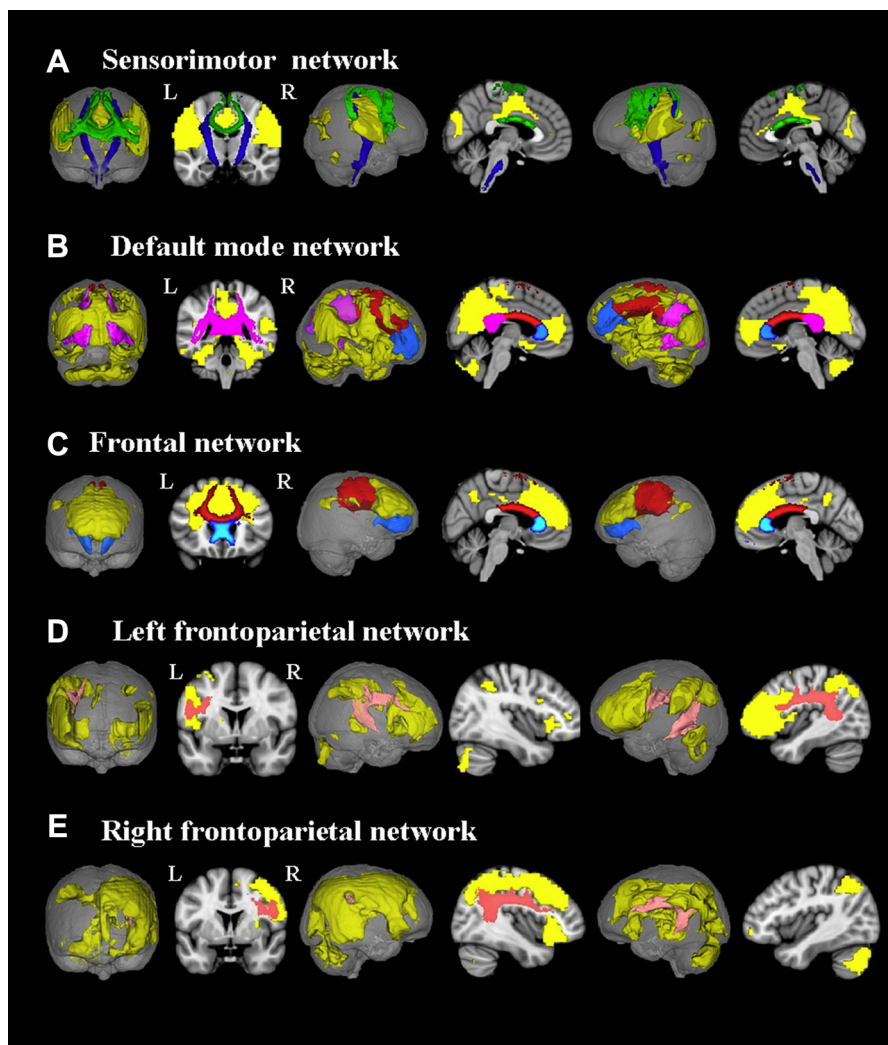 A Sensorimotor network
L R
B Default mode network
L R
C Frontal network
L R
D Left frontoparietal network
L R
E Right frontoparietal network
L R